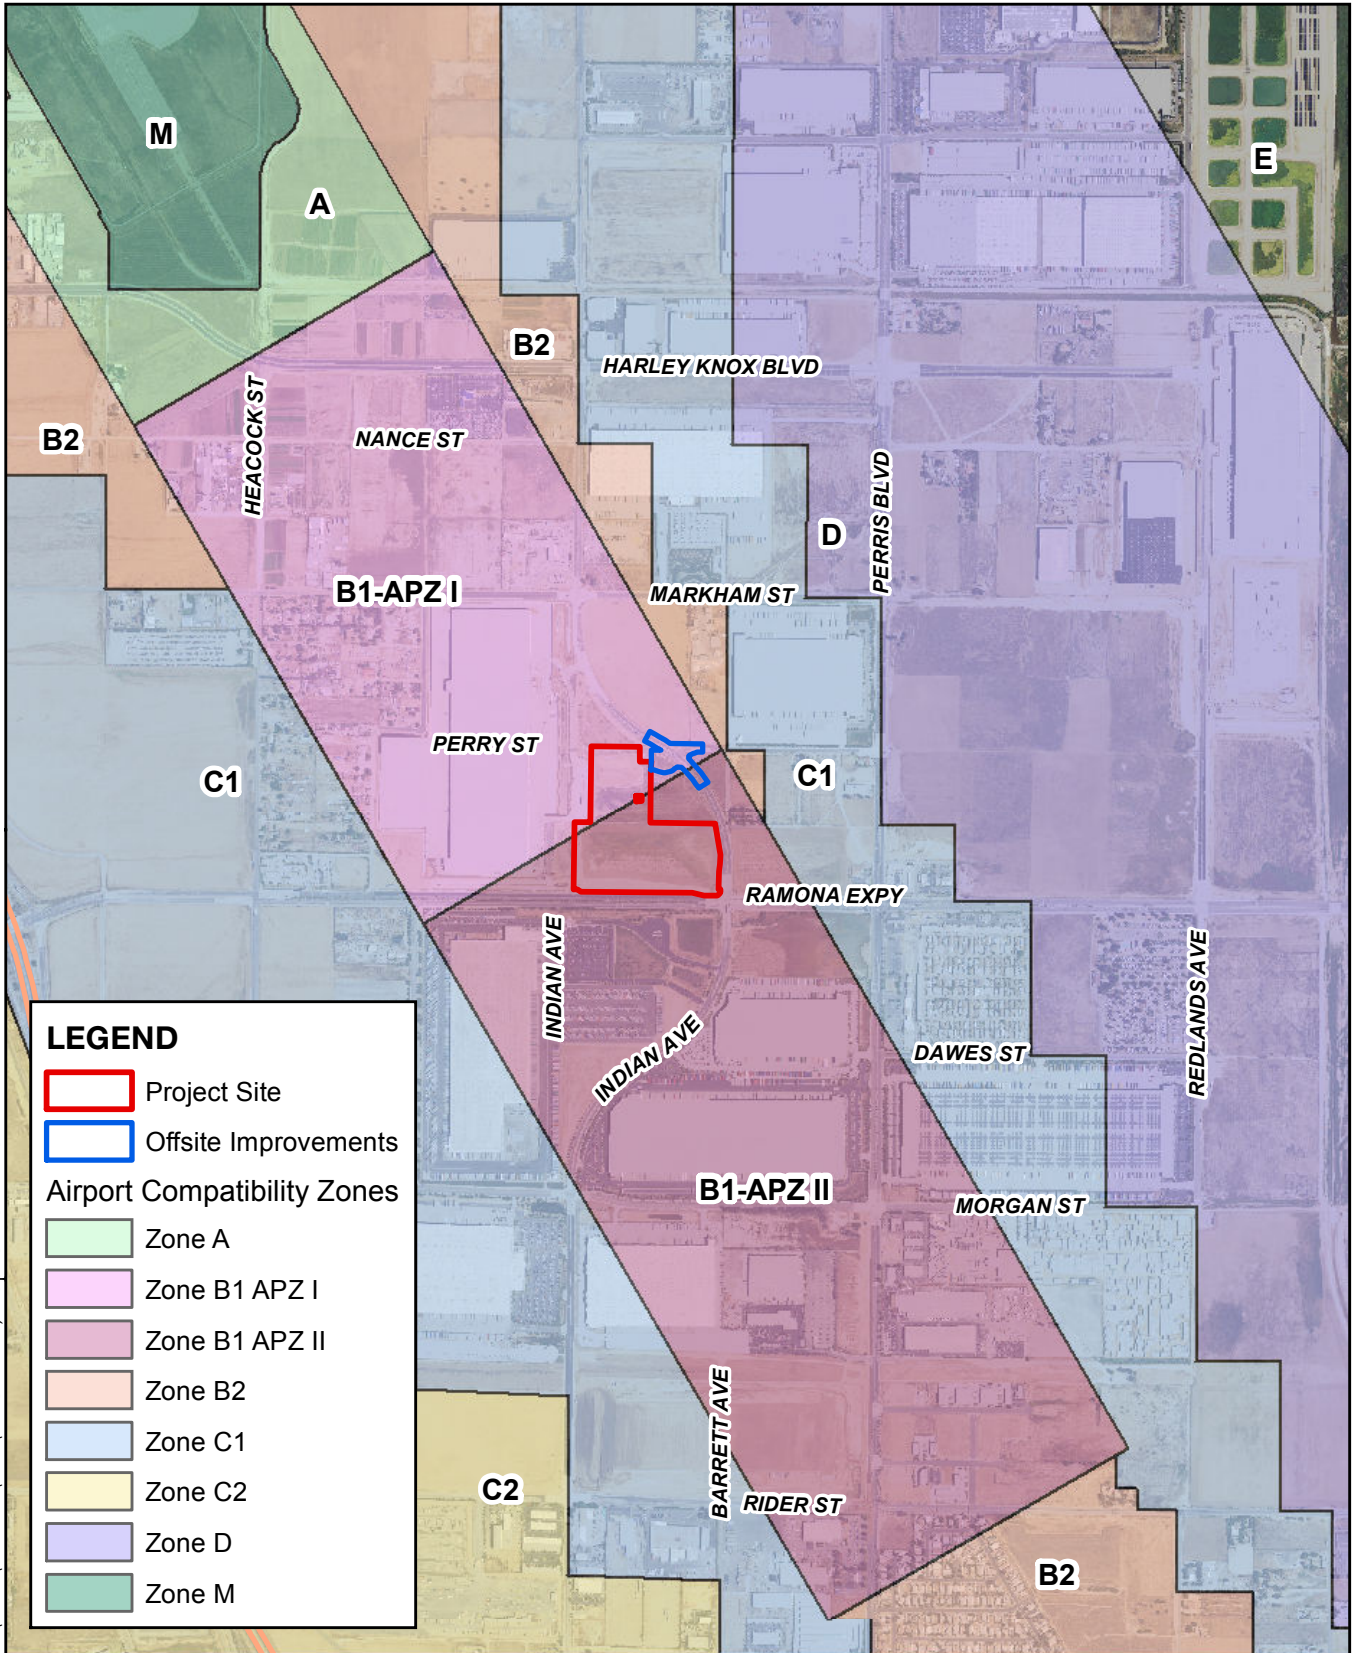 M
A
E
B2
HARLEY KNOX BLVD
B2
HEACOCK ST
NANCE ST
PERRIS BLVD
D
B1-APZ I
MARKHAM ST
PERRY ST
C1
C1
RAMONA EXPY
INDIAN AVE
REDLANDS AVE
INDIAN AVE
DAWES ST
B1-APZ II
MORGAN ST
BARRETT AVE
C2
RIDER ST
B2
LEGEND
Project Site
Offsite Improvements
Airport Compatibility Zones
Zone A
Zone B1 APZ I
Zone B1 APZ II
Zone B2
Zone C1
Zone C2
Zone D
Zone M